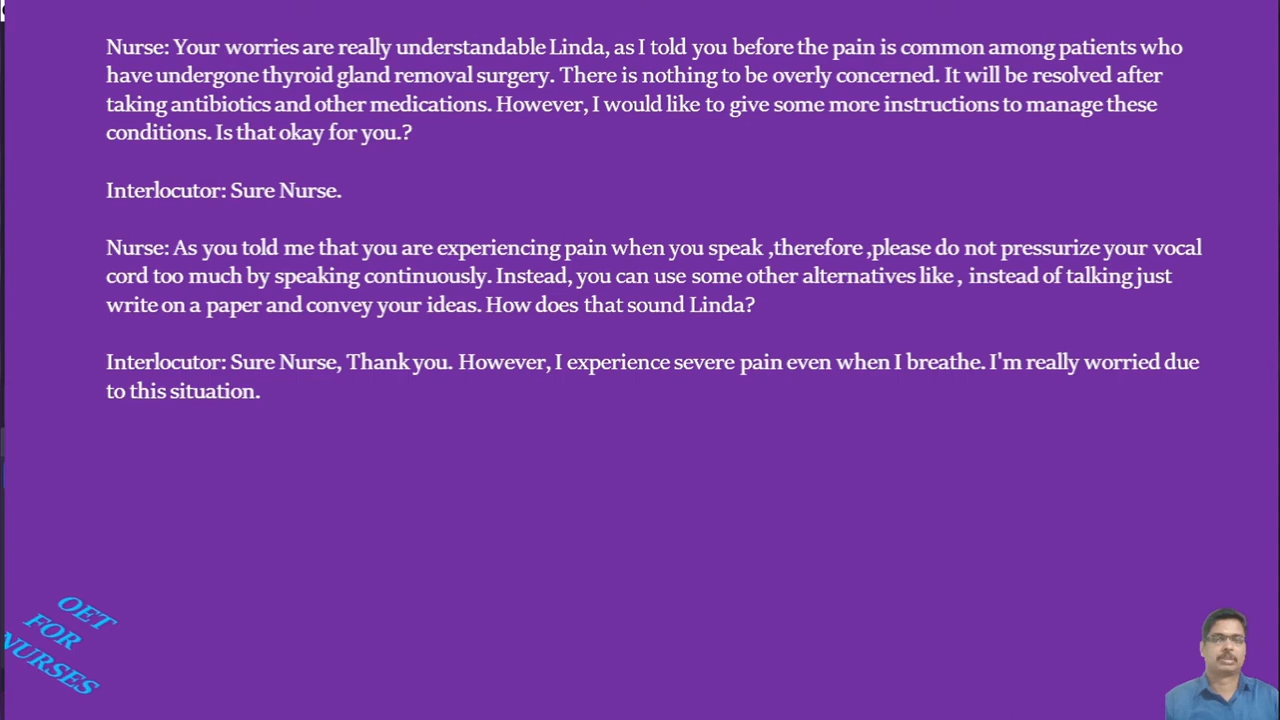 Nurse: Your worries are really understandable Linda, as I told you before the pain is common among patients who
have undergone thyroid gland removal surgery. There is nothing to be overly concerned. It will be resolved after
taking antibiotics and other medications. However, I would like to give some more instructions to manage these
conditions. Is that okay for you.?
Interlocutor: Sure Nurse.
Nurse: As you told me that you are experiencing pain when you speak ,therefore ,please do not pressurize your vocal
cord too much by speaking continuously. Instead, you can use some other alternatives like , instead of talking just
write on a paper and convey your ideas. How does that sound Linda?
Interlocutor: Sure Nurse, Thank you. However, I experience severe pain even when I breathe. I'm really worried due
to this situation.
OET
FOR
NURSES